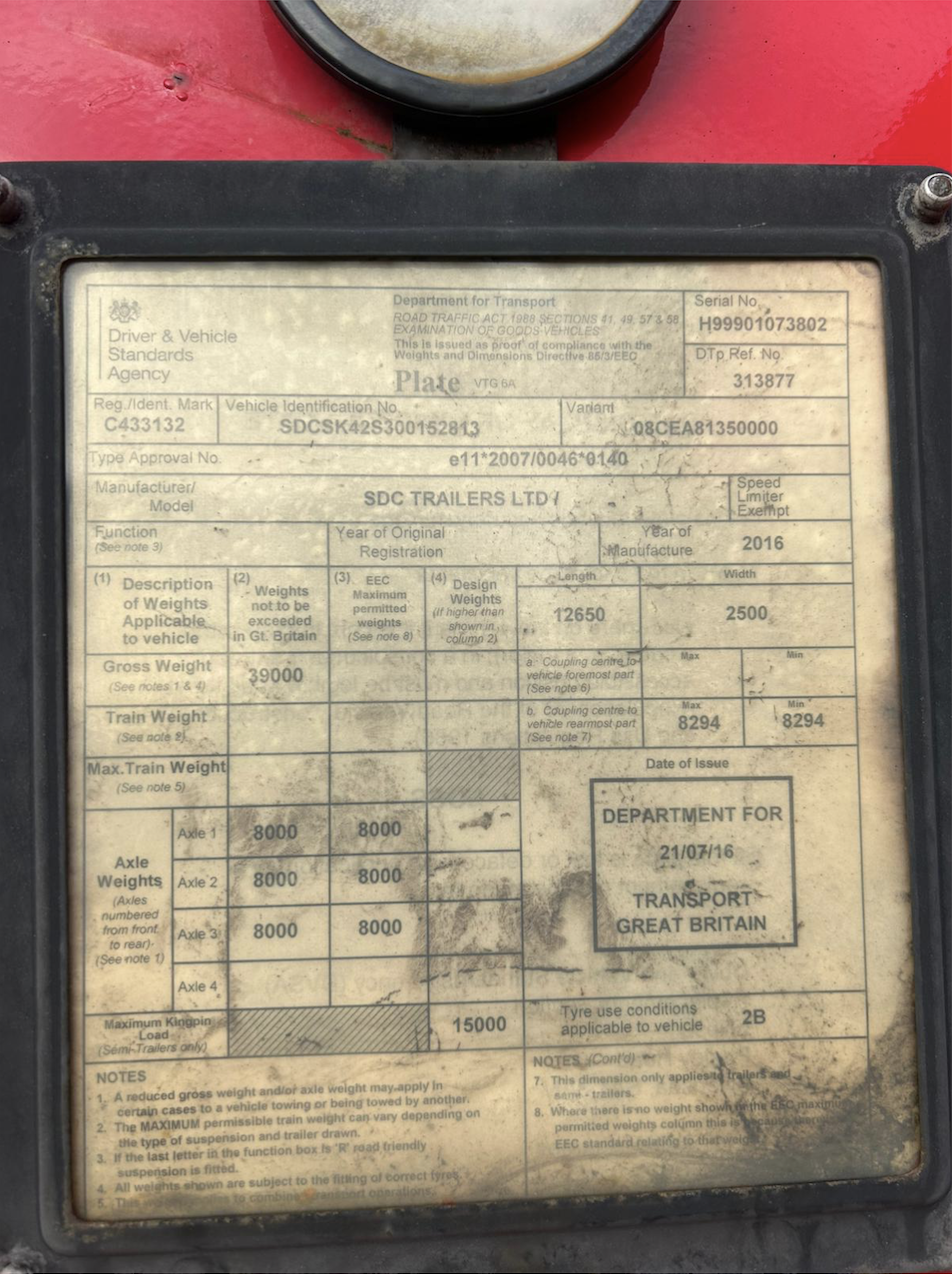 Driver & Vehicle
Standards
Agency
Department for Transport
ROAD TRAFFIC ACT 1988 SECTIONS 41, 49, 57 & 58
EXAMINATION OF GOODS VEHICLES
This is issued as proof of compliance with the
Weights and Dimensions Directive 85/3/EEC
Plate VTG 6A
Serial No.
H99901073802
DTp Ref. No.
313877
Reg./Ident. Mark
C433132
Vehicle Identification No.
SDCSK42S300152813
Variant
08CEA81350000
Type Approval No.
e11*2007/0046*0140
Manufacturer/
Model
SDC TRAILERS LTD /
Speed
Limiter
Exempt
Function
(See note 3)
Year of Original
Registration
Year of
Manufacture
2016
(1) Description
of Weights
Applicable
to vehicle
(2) Weights
not to be
exceeded
in Gt. Britain
(3) EEC
Maximum
permitted
weights
(See note 8)
(4) Design
Weights
(If higher than
shown in
column 2)
Length
12650
Width
2500
Gross Weight
(See notes 1 & 4)
39000
a. Coupling centre to
vehicle foremost part
(See note 6)
Max
Min
Train Weight
(See note 2)
b. Coupling centre to
vehicle rearmost part
(See note 7)
Max
8294
Min
8294
Max.Train Weight
(See note 5)
Date of Issue
DEPARTMENT FOR
21/07/16
TRANSPORT
GREAT BRITAIN
Axle
Weights
(Axles
numbered
from front
to rear)
(See note 1)
Axle 1 8000 8000
Axle 2 8000 8000
Axle 3 8000 8000
Axle 4
Maximum Kingpin
Load
(Semi-Trailers only)
15000
Tyre use conditions
applicable to vehicle
2B
NOTES
1. A reduced gross weight and/or axle weight may apply in
certain cases to a vehicle towing or being towed by another.
2. The MAXIMUM permissible train weight can vary depending on
the type of suspension and trailer drawn.
3. If the last letter in the function box is 'R' road friendly
suspension is fitted.
4. All weights shown are subject to the fitting of correct tyres.
5. This applies to combined transport operations.
NOTES (Cont'd)
7. This dimension only applies to trailers and
semi - trailers.
8. Where there is no weight shown in the EEC maximum
permitted weights column this is because
EEC standard relating to that weight